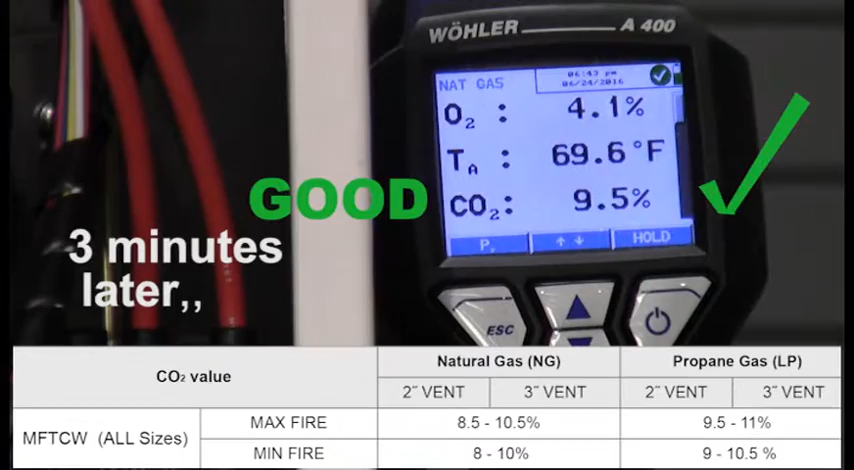 WÖHLER A 400
NAT GAS
06:43 pm
06/24/2016
O₂ : 4.1%
TA : 69.6°F
CO₂: 9.5%
HOLD
ESC
GOOD
3 minutes
later,,
CO₂ value
Natural Gas (NG)
Propane Gas (LP)
2˝ VENT
3˝ VENT
2˝ VENT
3˝ VENT
MFTCW (ALL Sizes)
MAX FIRE
8.5 - 10.5%
9.5 - 11%
MIN FIRE
8 - 10%
9 - 10.5 %